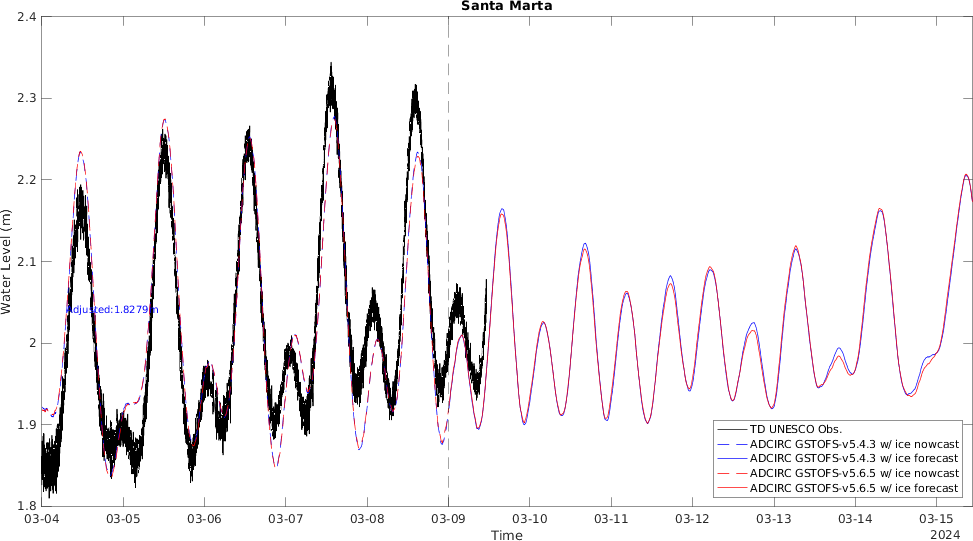 Santa Marta
2.4
2.3
2.2
2.1
2
1.9
1.8
Water Level (m)
Adjusted:1.8279m
TD UNESCO Obs.
ADCIRC GSTOFS-v5.4.3 w/ ice nowcast
ADCIRC GSTOFS-v5.4.3 w/ ice forecast
ADCIRC GSTOFS-v5.6.5 w/ ice nowcast
ADCIRC GSTOFS-v5.6.5 w/ ice forecast
03-04 03-05 03-06 03-07 03-08 03-09 03-10 03-11 03-12 03-13 03-14 03-15
Time
2024